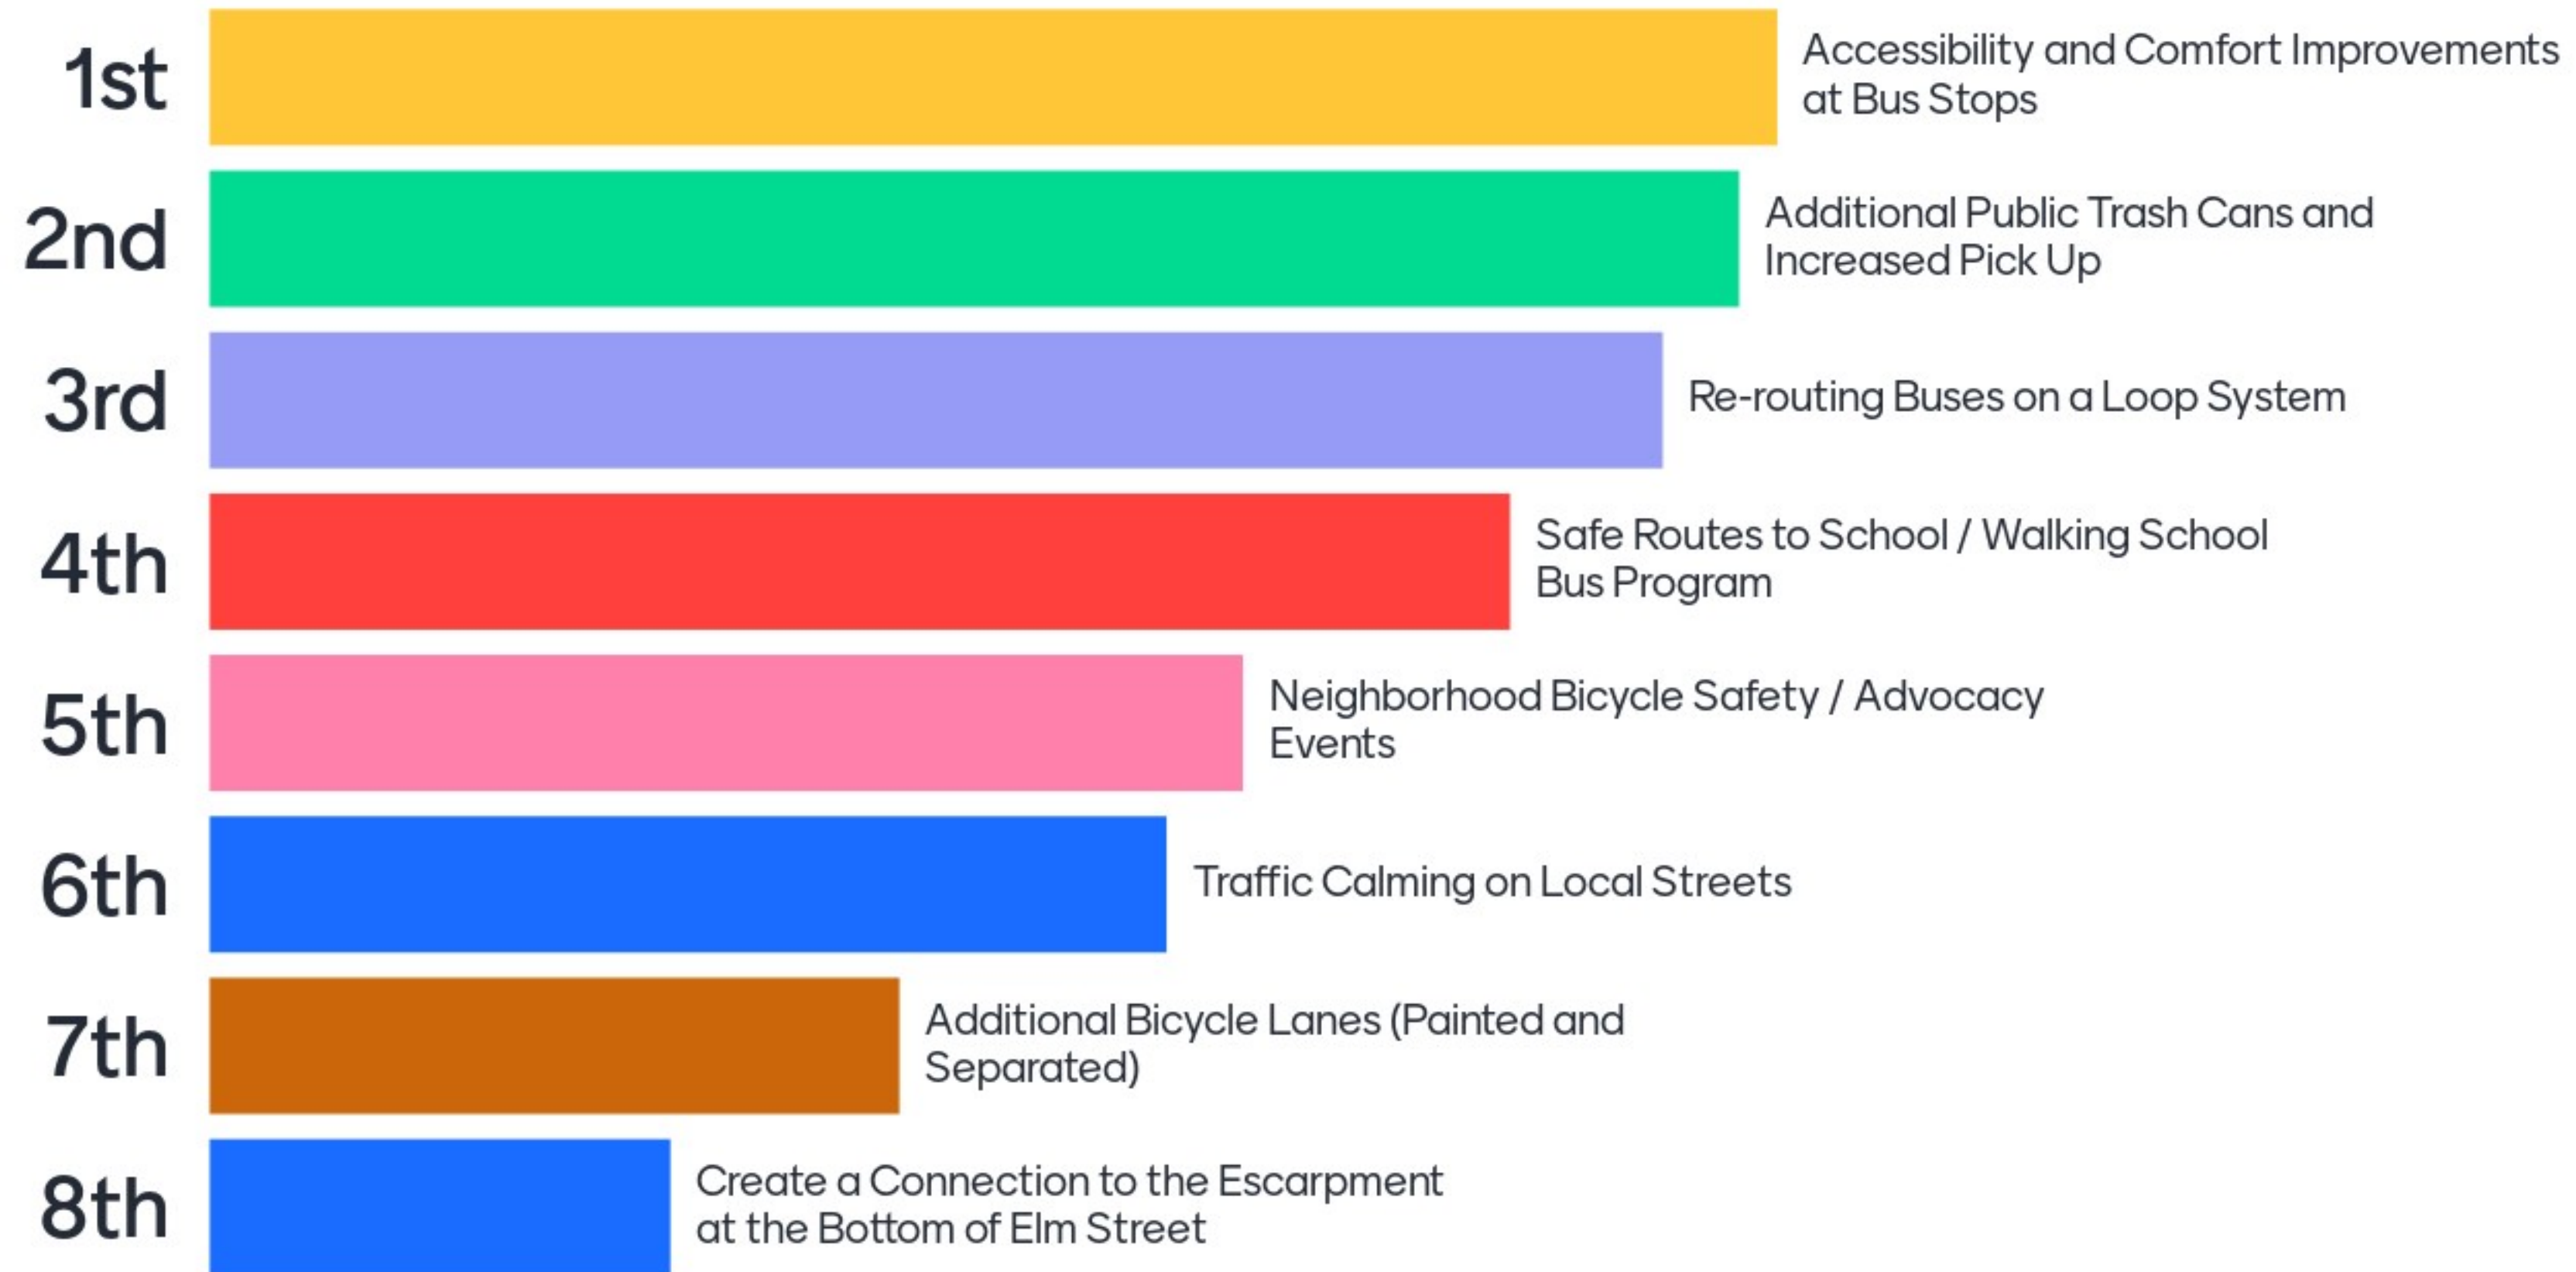 1st
Accessibility and Comfort Improvements
at Bus Stops
2nd
Additional Public Trash Cans and
Increased Pick Up
3rd
Re-routing Buses on a Loop System
4th
Safe Routes to School / Walking School
Bus Program
5th
Neighborhood Bicycle Safety / Advocacy
Events
6th
Traffic Calming on Local Streets
7th
Additional Bicycle Lanes (Painted and
Separated)
8th
Create a Connection to the Escarpment
at the Bottom of Elm Street